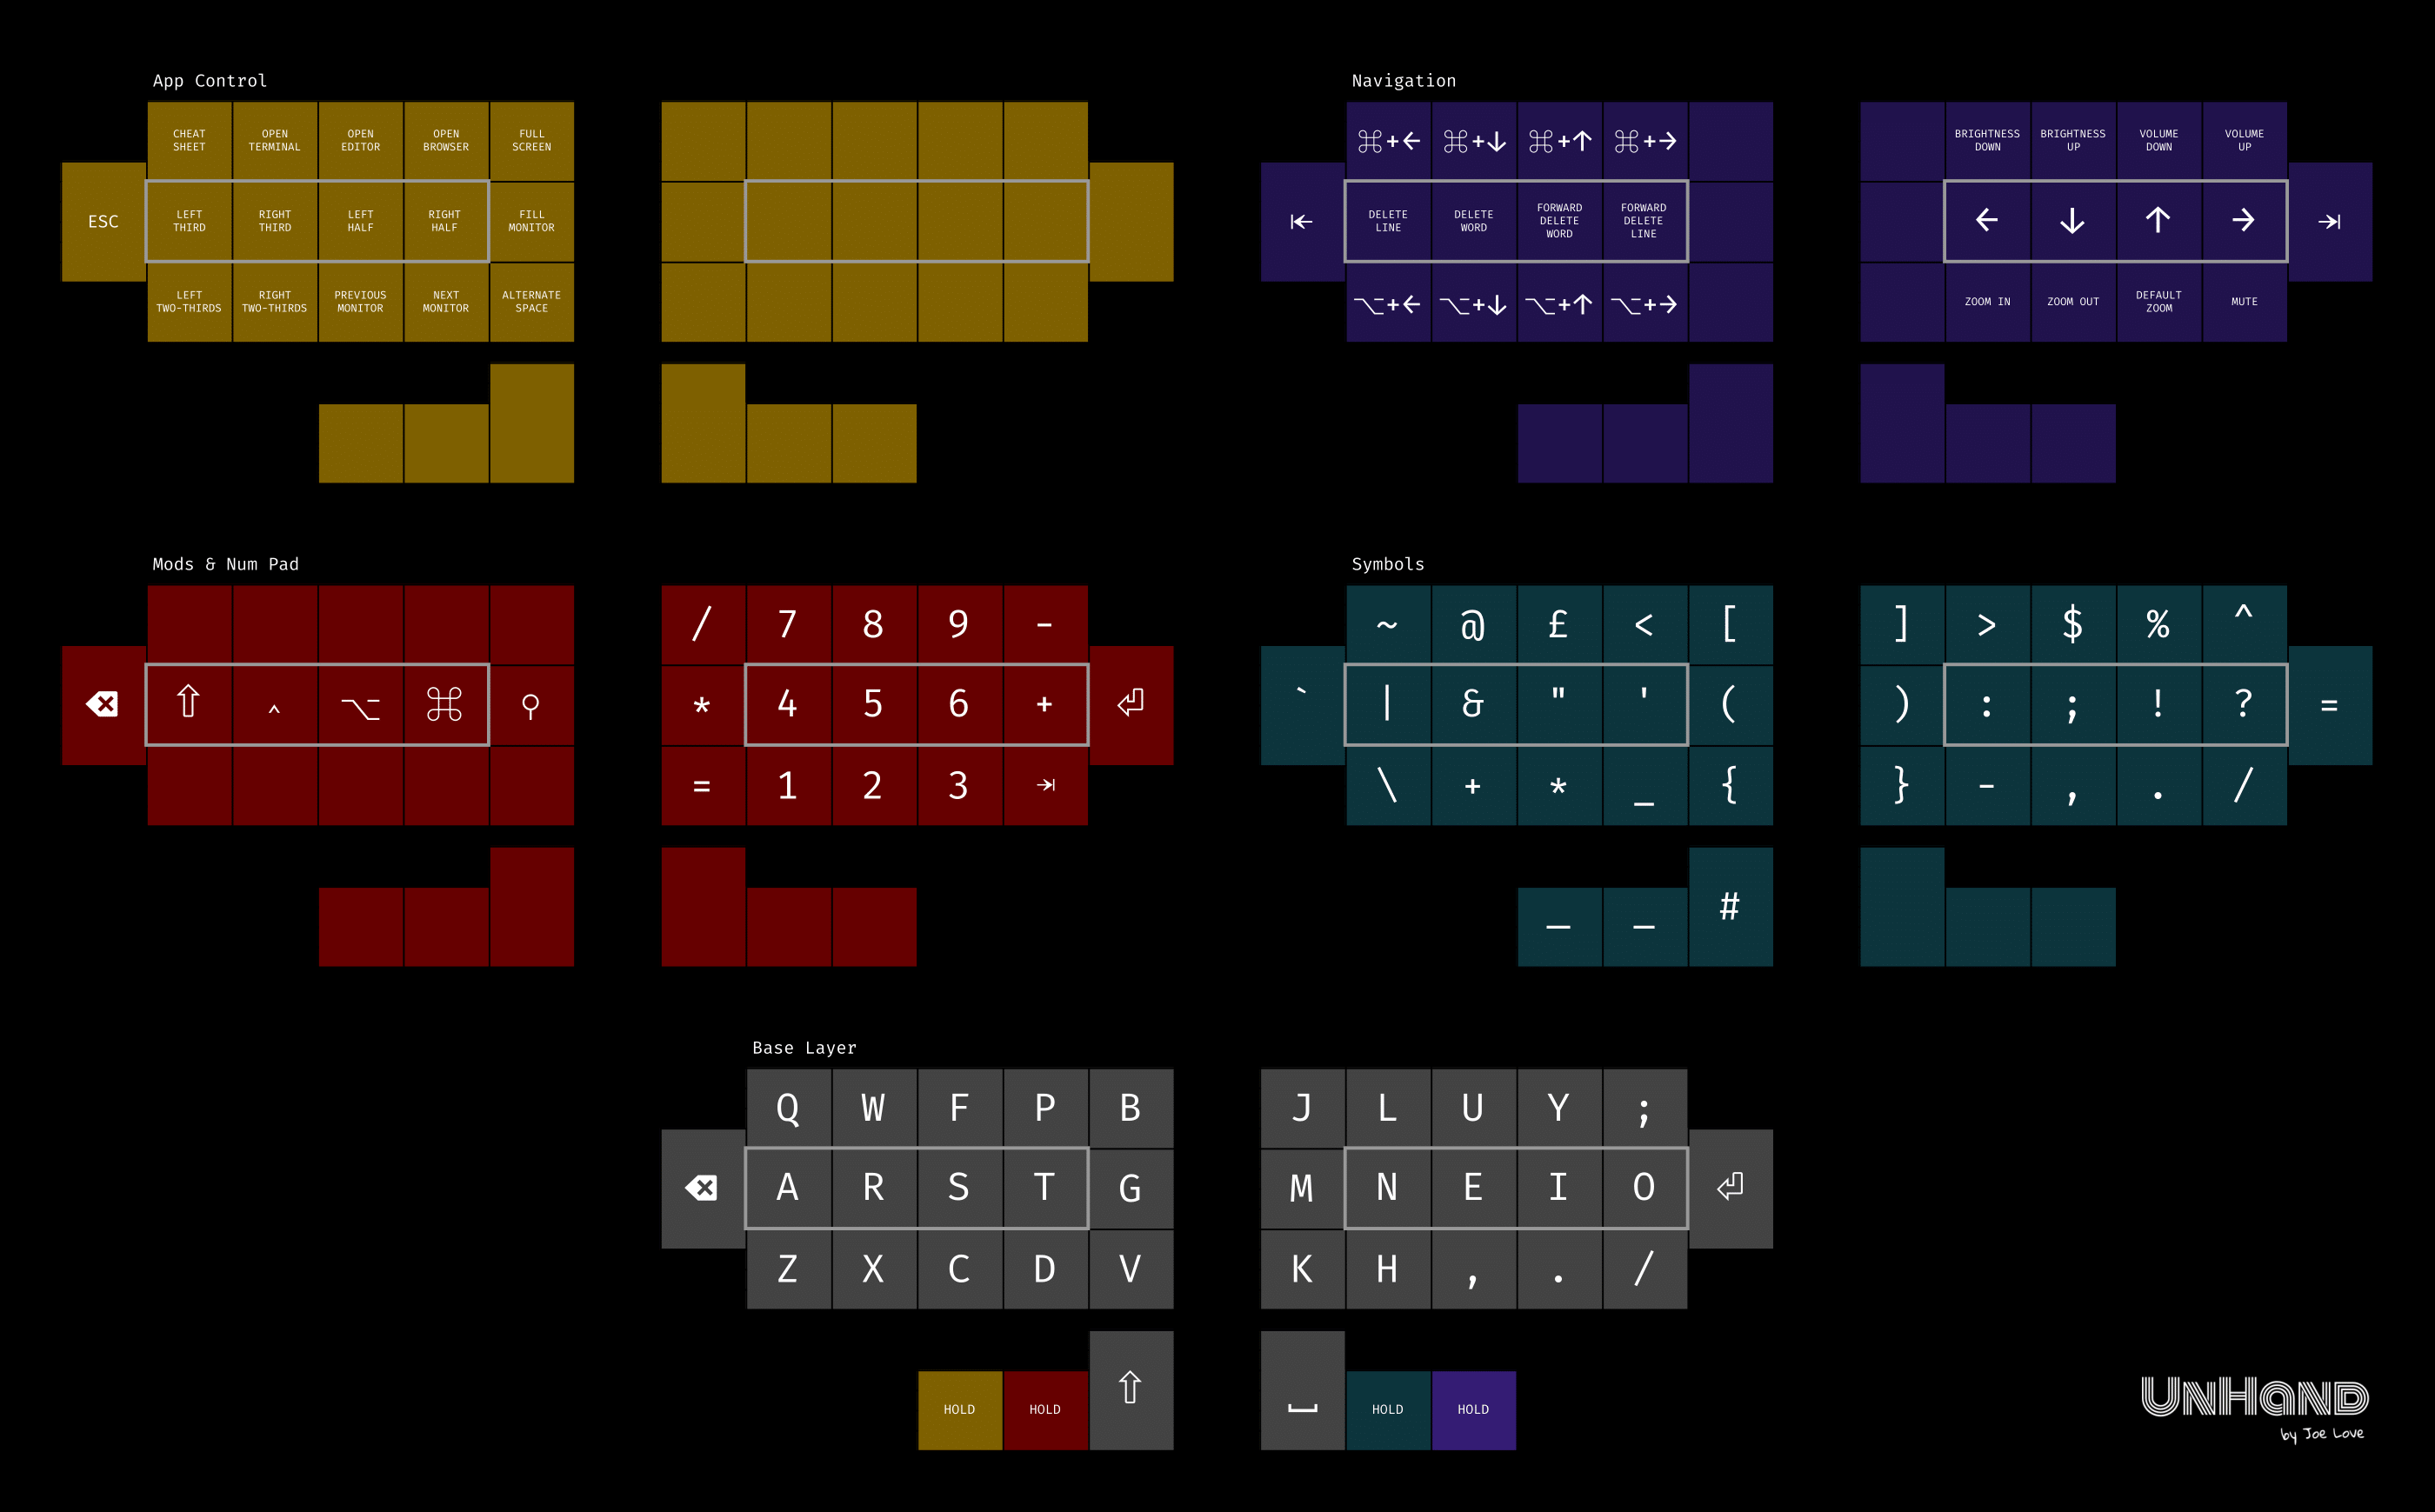 App Control
CHEAT SHEET OPEN TERMINAL OPEN EDITOR OPEN BROWSER FULL SCREEN
ESC LEFT THIRD RIGHT THIRD LEFT HALF RIGHT HALF FILL MONITOR
LEFT TWO-THIRDS RIGHT TWO-THIRDS PREVIOUS MONITOR NEXT MONITOR ALTERNATE SPACE
Navigation
⌘+← ⌘+↓ ⌘+↑ ⌘+→ BRIGHTNESS DOWN BRIGHTNESS UP VOLUME DOWN VOLUME UP
⇤ DELETE LINE DELETE WORD FORWARD DELETE WORD FORWARD DELETE LINE ← ↓ ↑ → ⇥
⌥+← ⌥+↓ ⌥+↑ ⌥+→ ZOOM IN ZOOM OUT DEFAULT ZOOM MUTE
Mods & Num Pad
/ 7 8 9 -
⌫ ⇧ ^ ⌥ ⌘ ⚲ * 4 5 6 + ⏎
= 1 2 3 ⇥
Symbols
~ @ £ < [ ] > $ % ^
` | & " ' ( ) : ; ! ? =
\ + * _ { } - , . /
— – #
Base Layer
Q W F P B J L U Y ;
⌫ A R S T G M N E I O ⏎
Z X C D V K H , . /
HOLD HOLD ⇧ ⎵ HOLD HOLD
UNHAND
by Joe Love